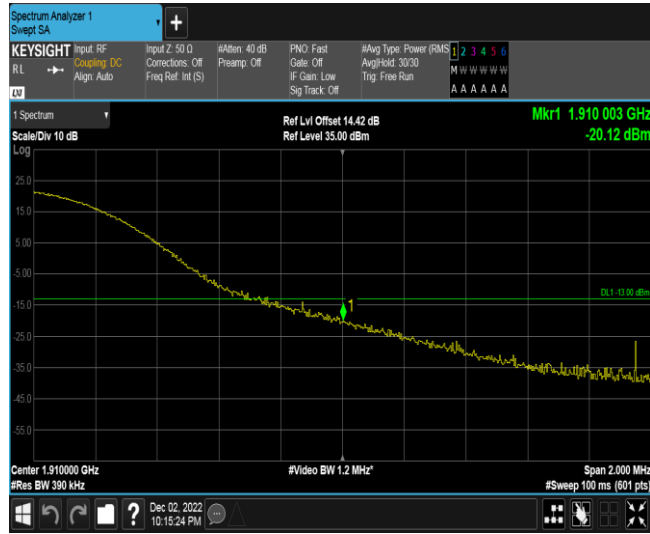 Spectrum Analyzer 1
Swept SA
+
KEYSIGHT
RL
LXI
Input: RF
Coupling: DC
Align: Auto
Input Z: 50 Ω
Corrections: Off
Freq Ref: Int (S)
#Atten: 40 dB
Preamp: Off
PNO: Fast
Gate: Off
IF Gain: Low
Sig Track: Off
#Avg Type: Power (RMS
Avg|Hold: 30/30
Trig: Free Run
1 2 3 4 5 6
M W W W W W
A A A A A A
1 Spectrum
Scale/Div 10 dB
Log
Ref Lvl Offset 14.42 dB
Ref Level 35.00 dBm
Mkr1 1.910 003 GHz
-20.12 dBm
25.0
15.0
5.00
-5.00
DL1 -13.00 dBm
-15.0
1
-25.0
-35.0
-45.0
-55.0
Center 1.910000 GHz
#Res BW 390 kHz
#Video BW 1.2 MHz*
Span 2.000 MHz
#Sweep 100 ms (601 pts)
?
Dec 02, 2022
10:15:24 PM